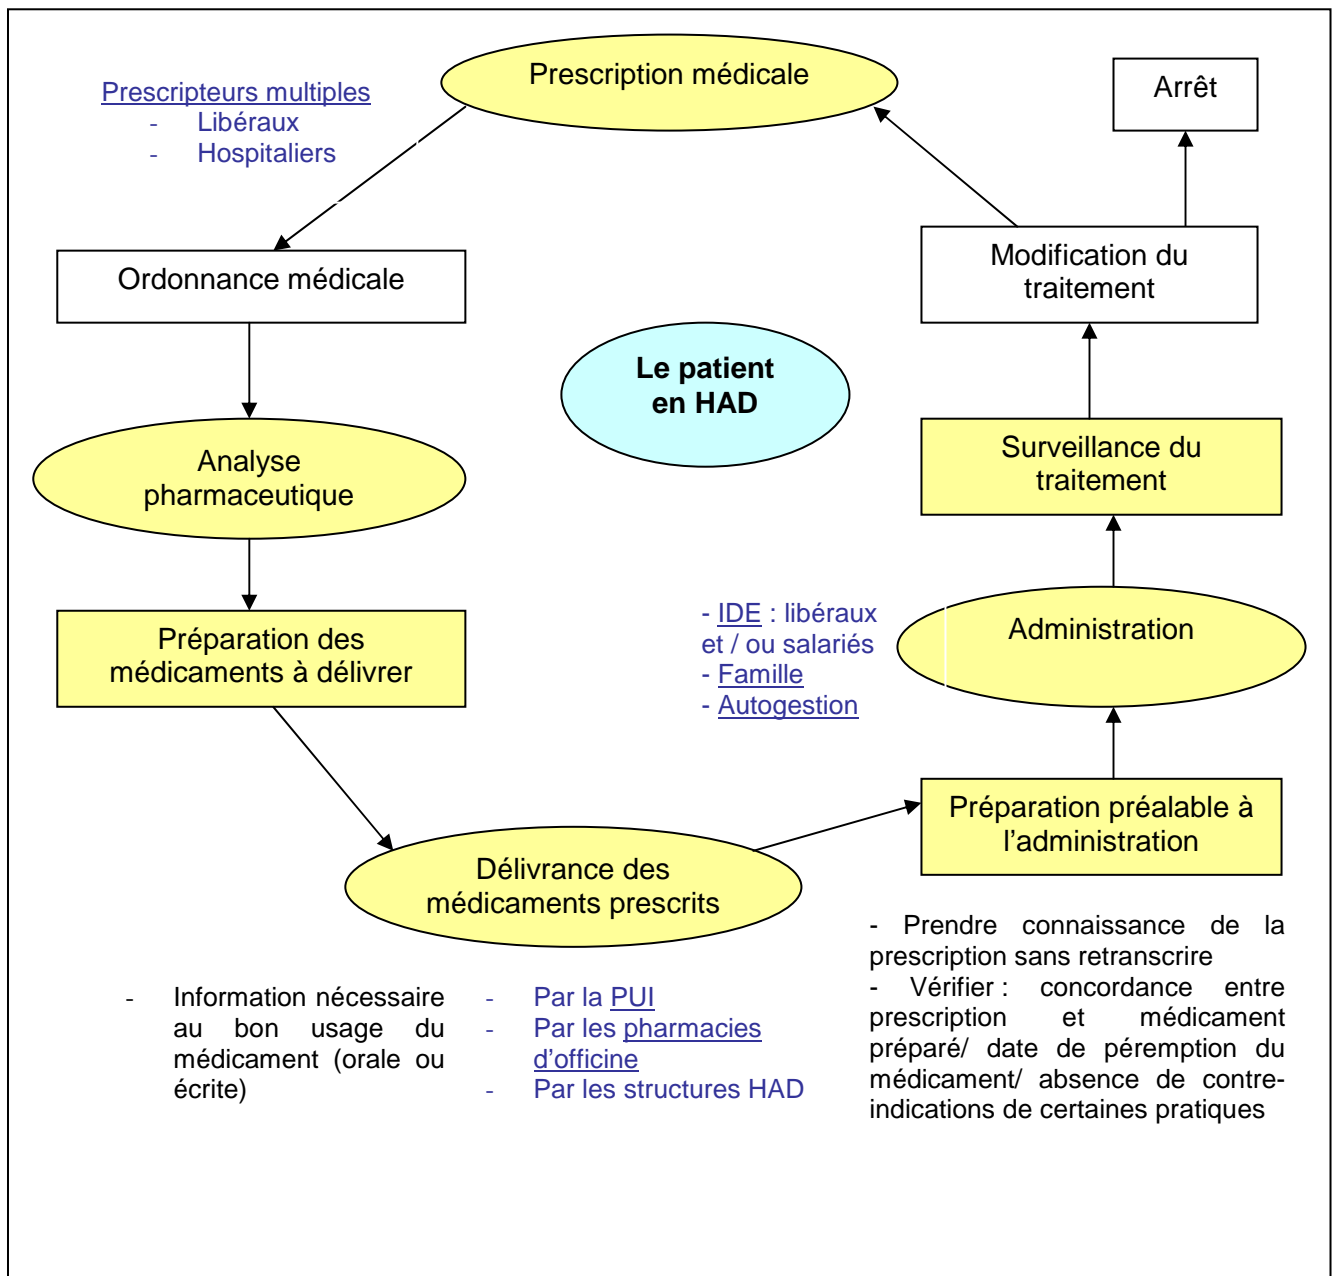 Prescription médicale
Arrêt
Prescripteurs multiples
- Libéraux
- Hospitaliers
Ordonnance médicale
Modification du
traitement
Le patient
en HAD
Analyse
pharmaceutique
Surveillance du
traitement
Préparation des
médicaments à délivrer
- IDE : libéraux
et / ou salariés
- Famille
- Autogestion
Administration
Délivrance des
médicaments prescrits
Préparation préalable à
l'administration
- Information nécessaire
au bon usage du
médicament (orale ou
écrite)
- Par la PUI
- Par les pharmacies
d'officine
- Par les structures HAD
- Prendre connaissance de la
prescription sans retranscrire
- Vérifier : concordance entre
prescription et médicament
préparé/ date de péremption du
médicament/ absence de contre-
indications de certaines pratiques